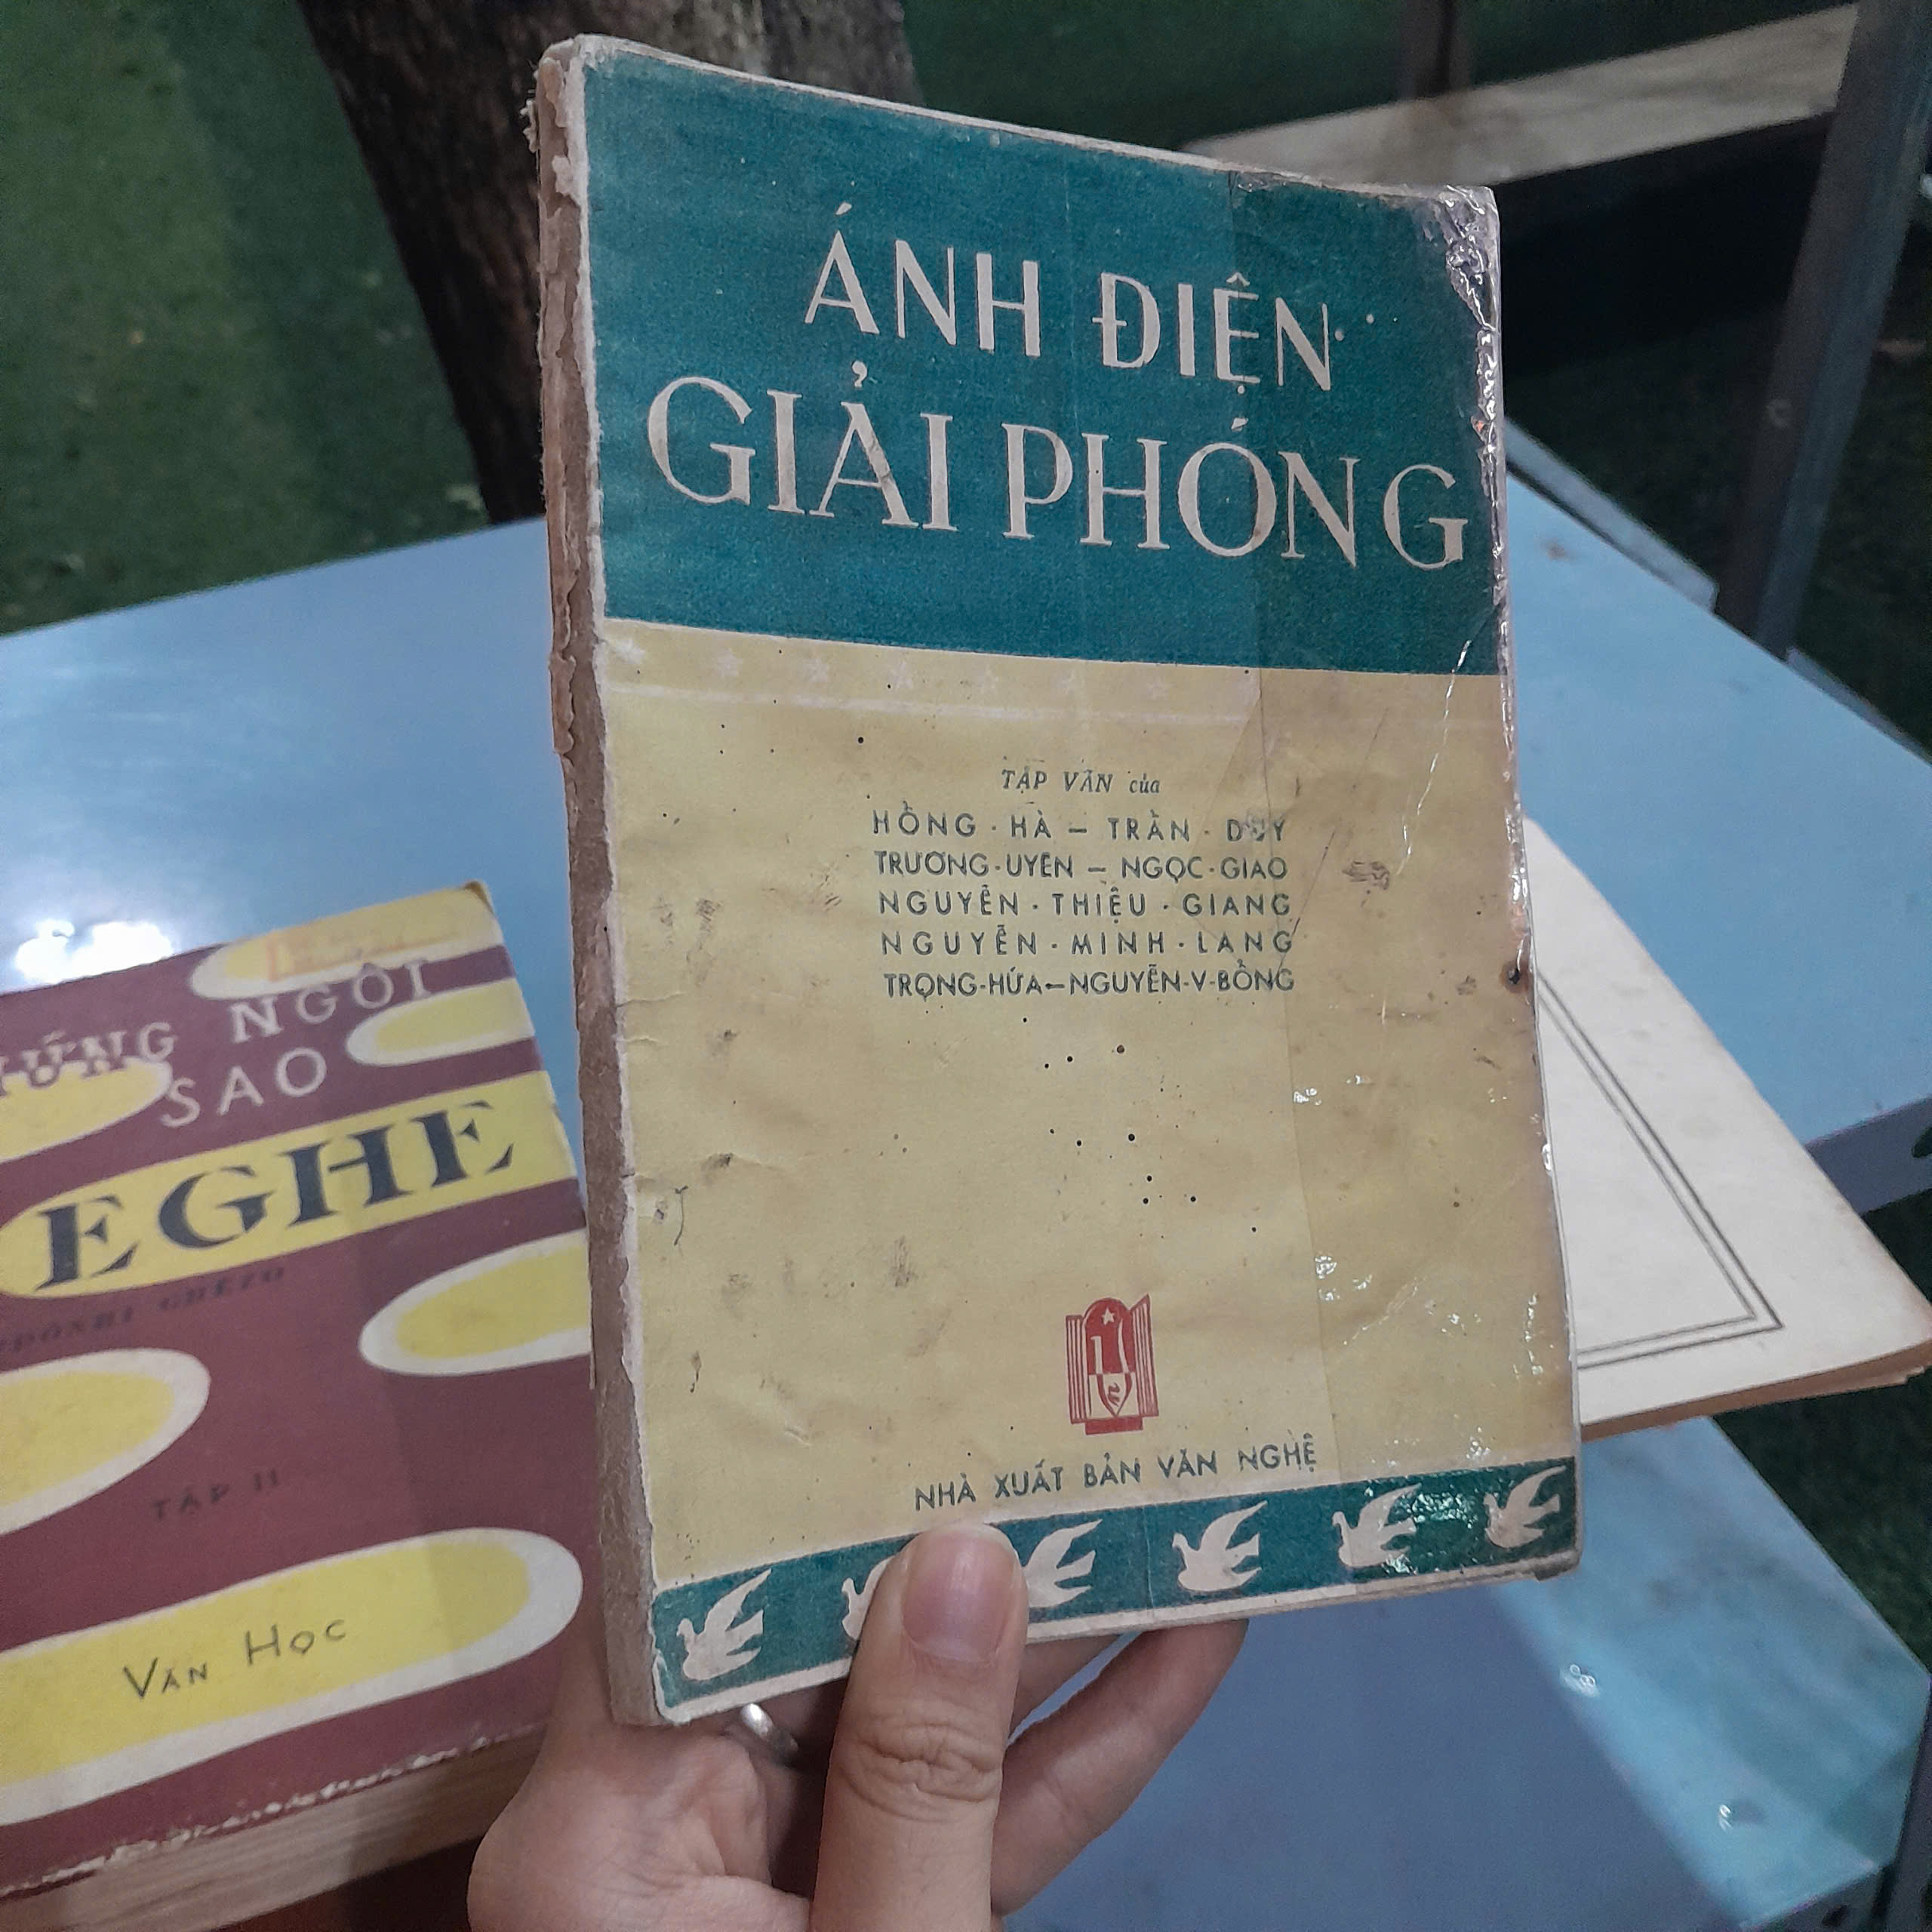 ÁNH ĐIỆN
GIẢI PHÓNG
TẬP VĂN của
HỒNG · HÀ — TRẦN · DUY
TRƯƠNG · UYÊN — NGỌC · GIAO
NGUYỄN · THIỆU · GIANG
NGUYỄN · MINH · LANG
TRỌNG-HỨA—NGUYỄN-V-BỔNG
NHÀ XUẤT BẢN VĂN NGHỆ
NGÔI
SAO
EGHE
TẬP II
VĂN HỌC